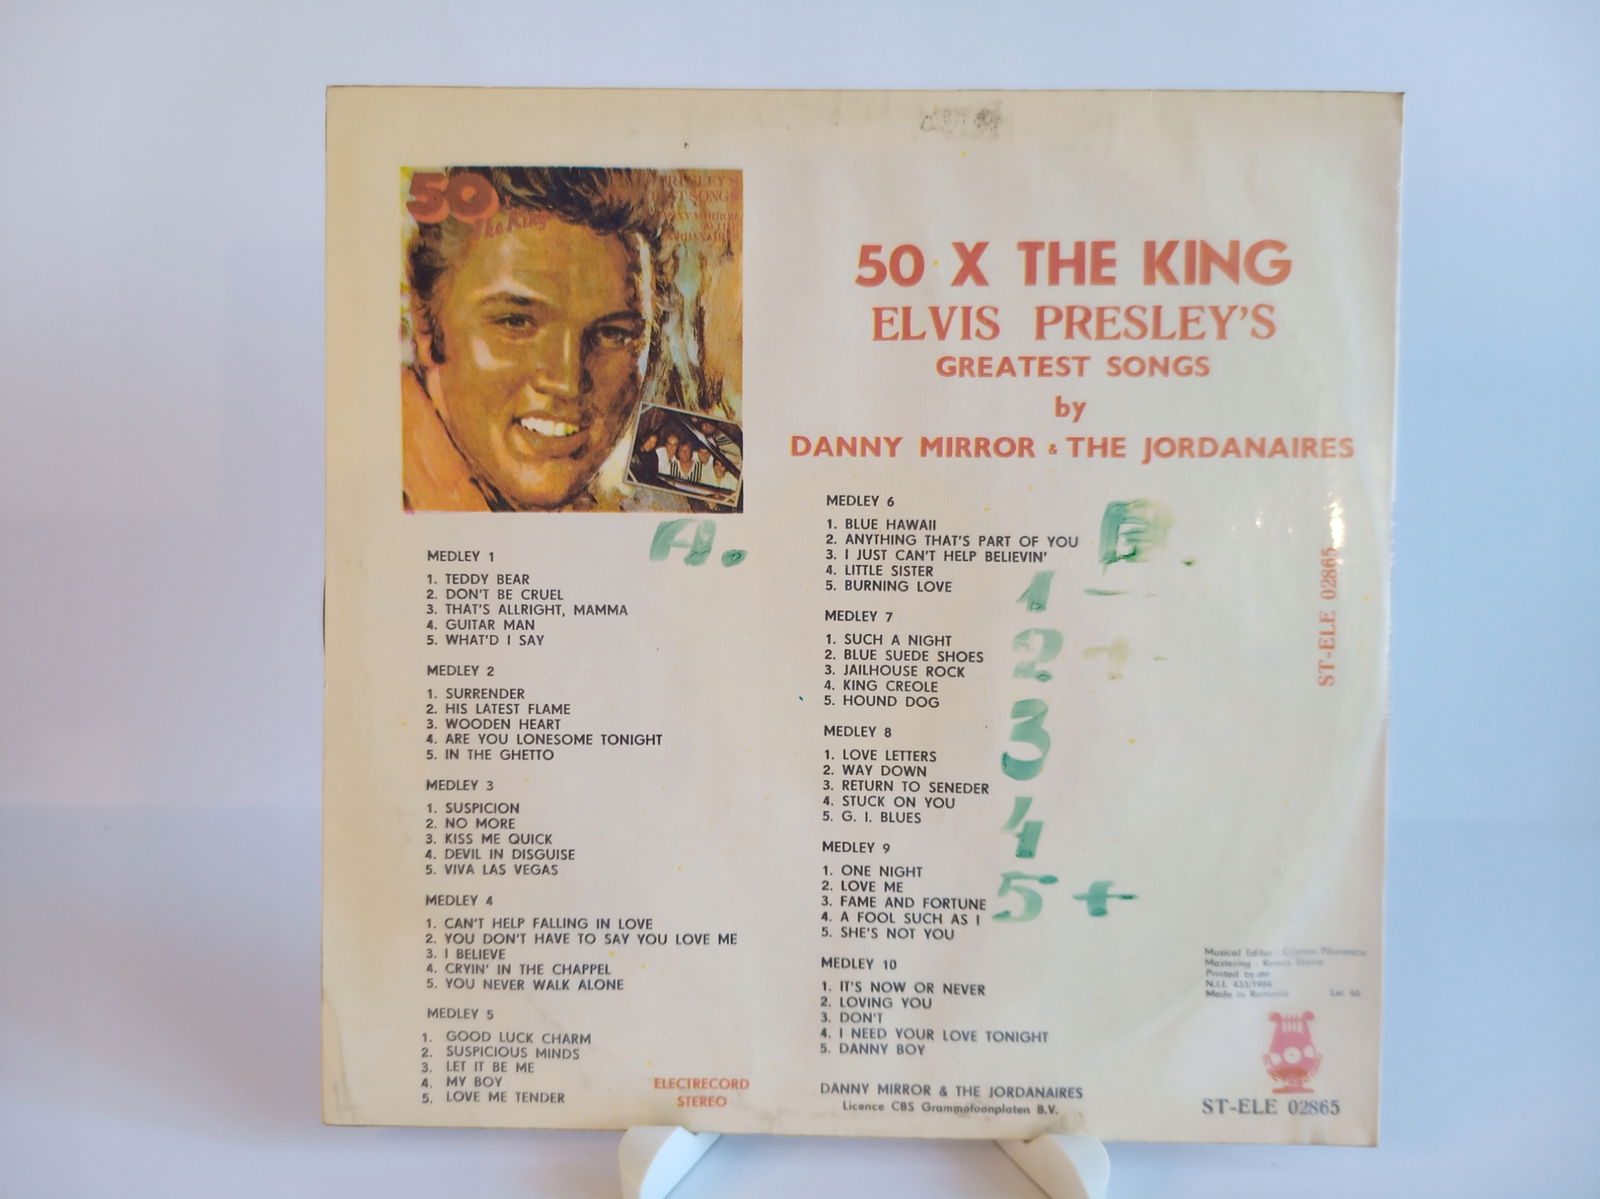 50
The King
50 X THE KING
ELVIS PRESLEY'S
GREATEST SONGS
by
DANNY MIRROR & THE JORDANAIRES
A.
MEDLEY 1
1. TEDDY BEAR
2. DON'T BE CRUEL
3. THAT'S ALLRIGHT, MAMMA
4. GUITAR MAN
5. WHAT'D I SAY
MEDLEY 2
1. SURRENDER
2. HIS LATEST FLAME
3. WOODEN HEART
4. ARE YOU LONESOME TONIGHT
5. IN THE GHETTO
MEDLEY 3
1. SUSPICION
2. NO MORE
3. KISS ME QUICK
4. DEVIL IN DISGUISE
5. VIVA LAS VEGAS
MEDLEY 4
1. CAN'T HELP FALLING IN LOVE
2. YOU DON'T HAVE TO SAY YOU LOVE ME
3. I BELIEVE
4. CRYIN' IN THE CHAPPEL
5. YOU NEVER WALK ALONE
MEDLEY 5
1. GOOD LUCK CHARM
2. SUSPICIOUS MINDS
3. LET IT BE ME
4. MY BOY
5. LOVE ME TENDER
ELECTRECORD
STEREO
MEDLEY 6
1. BLUE HAWAII
2. ANYTHING THAT'S PART OF YOU
3. I JUST CAN'T HELP BELIEVIN'
4. LITTLE SISTER
5. BURNING LOVE
MEDLEY 7
1. SUCH A NIGHT
2. BLUE SUEDE SHOES
3. JAILHOUSE ROCK
4. KING CREOLE
5. HOUND DOG
MEDLEY 8
1. LOVE LETTERS
2. WAY DOWN
3. RETURN TO SENEDER
4. STUCK ON YOU
5. G. I. BLUES
MEDLEY 9
1. ONE NIGHT
2. LOVE ME
3. FAME AND FORTUNE
4. A FOOL SUCH AS I
5. SHE'S NOT YOU
MEDLEY 10
1. IT'S NOW OR NEVER
2. LOVING YOU
3. DON'T
4. I NEED YOUR LOVE TONIGHT
5. DANNY BOY
DANNY MIRROR & THE JORDANAIRES
Licence CBS Grammofoonplaten B.V.
B.
1 -
2. +
3
4
5 +
ST-ELE 02865
Musical Editor: Cristian
Mastering:
Printed by
Made in Romania
ST-ELE 02865